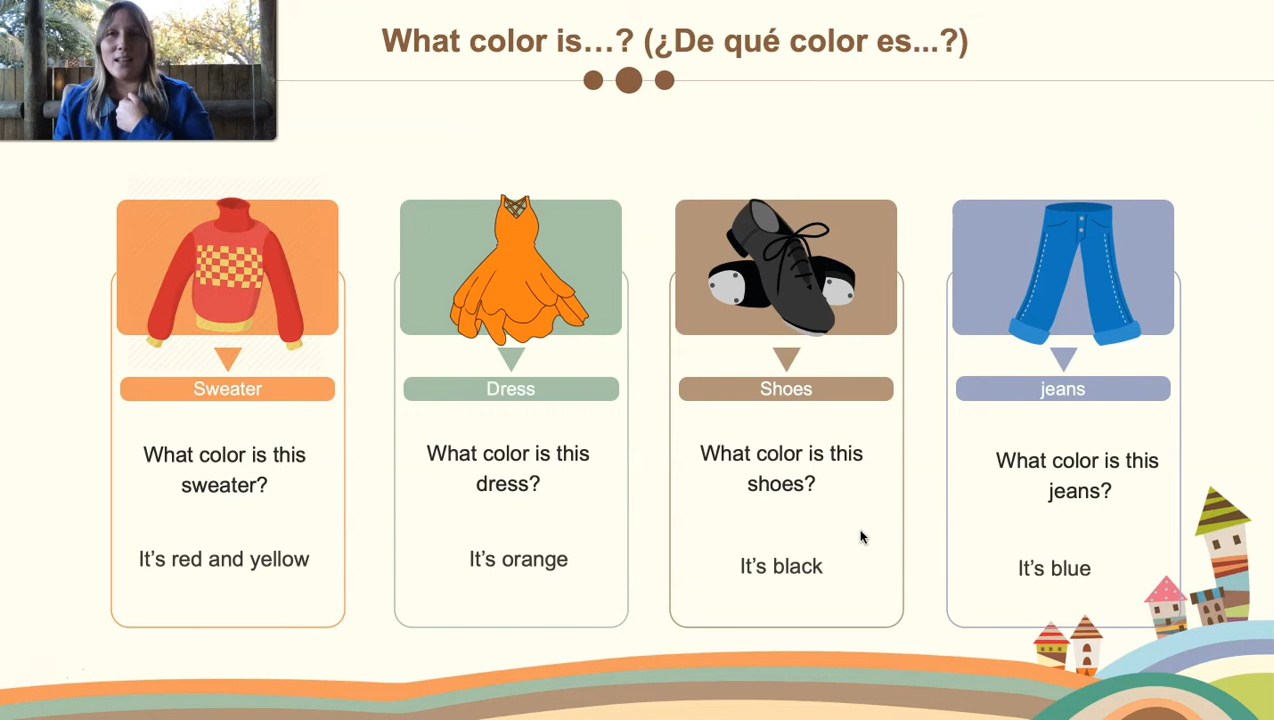 What color is…? (¿De qué color es...?)
Sweater
What color is this
sweater?
It’s red and yellow
Dress
What color is this
dress?
It’s orange
Shoes
What color is this
shoes?
It’s black
jeans
What color is this
jeans?
It’s blue